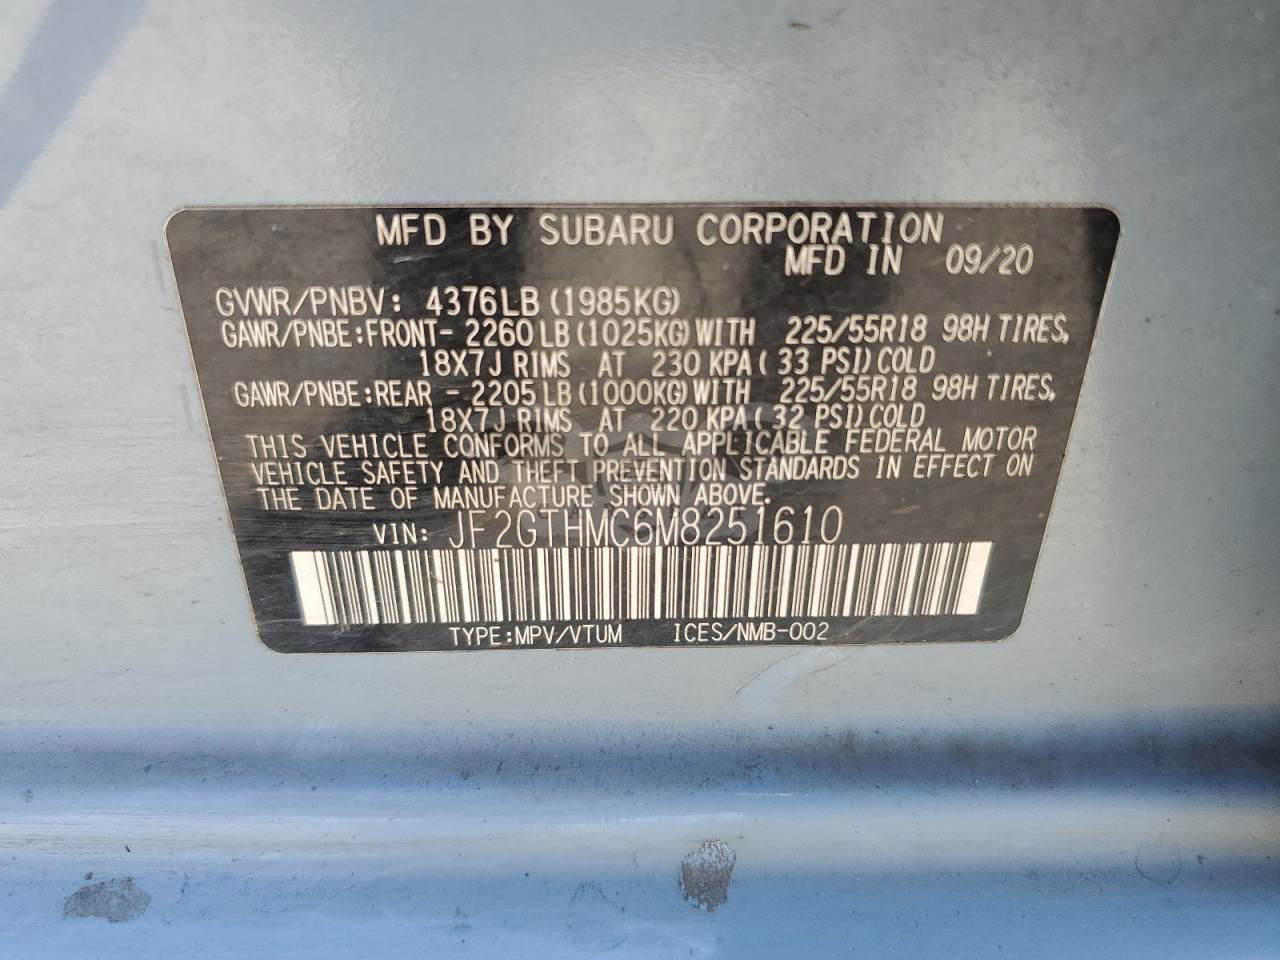 MFD BY SUBARU CORPORATION
MFD IN 09/20
GVWR/PNBV: 4376LB (1985KG)
GAWR/PNBE:FRONT- 2260 LB (1025KG) WITH 225/55R18 98H TIRES,
18X7J RIMS AT 230 KPA ( 33 PSI) COLD
GAWR/PNBE:REAR - 2205 LB (1000KG) WITH 225/55R18 98H TIRES,
18X7J RIMS AT 220 KPA ( 32 PSI) COLD
THIS VEHICLE CONFORMS TO ALL APPLICABLE FEDERAL MOTOR
VEHICLE SAFETY AND THEFT PREVENTION STANDARDS IN EFFECT ON
THE DATE OF MANUFACTURE SHOWN ABOVE.
VIN: JF2GTHMC6M8251610
TYPE:MPV/VTUM ICES/NMB-002